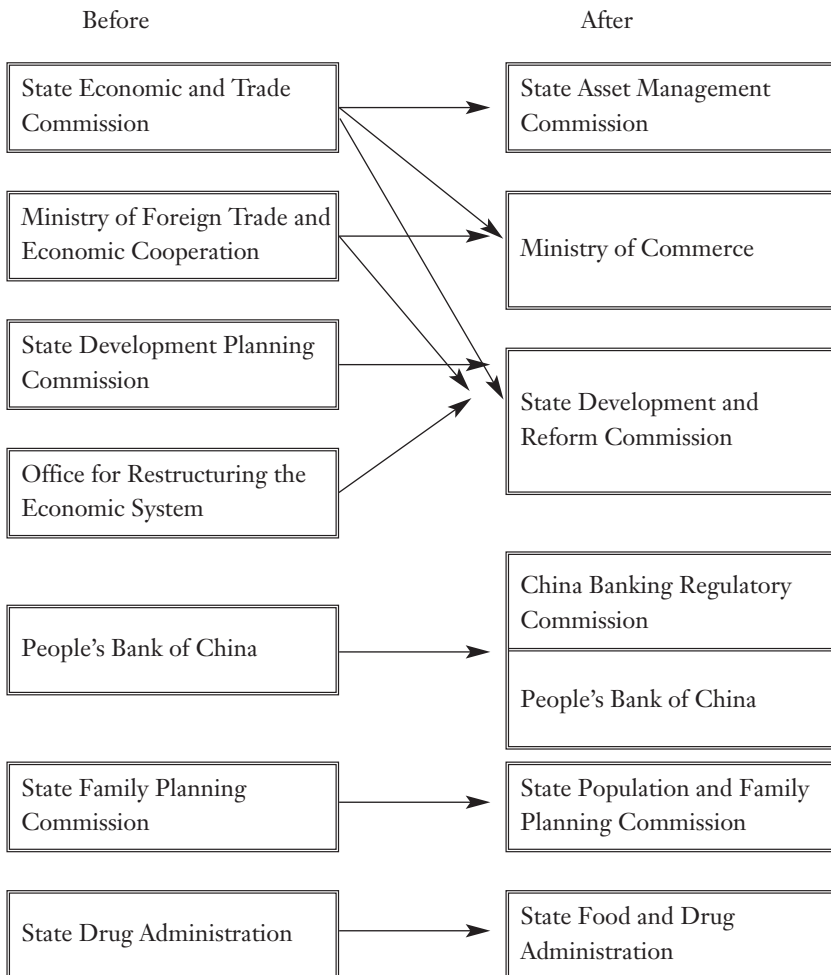 Before
After
State Economic and Trade
Commission
State Asset Management
Commission
Ministry of Foreign Trade and
Economic Cooperation
Ministry of Commerce
State Development Planning
Commission
State Development and
Reform Commission
Office for Restructuring the
Economic System
China Banking Regulatory
Commission
People’s Bank of China
People’s Bank of China
State Family Planning
Commission
State Population and Family
Planning Commission
State Drug Administration
State Food and Drug
Administration